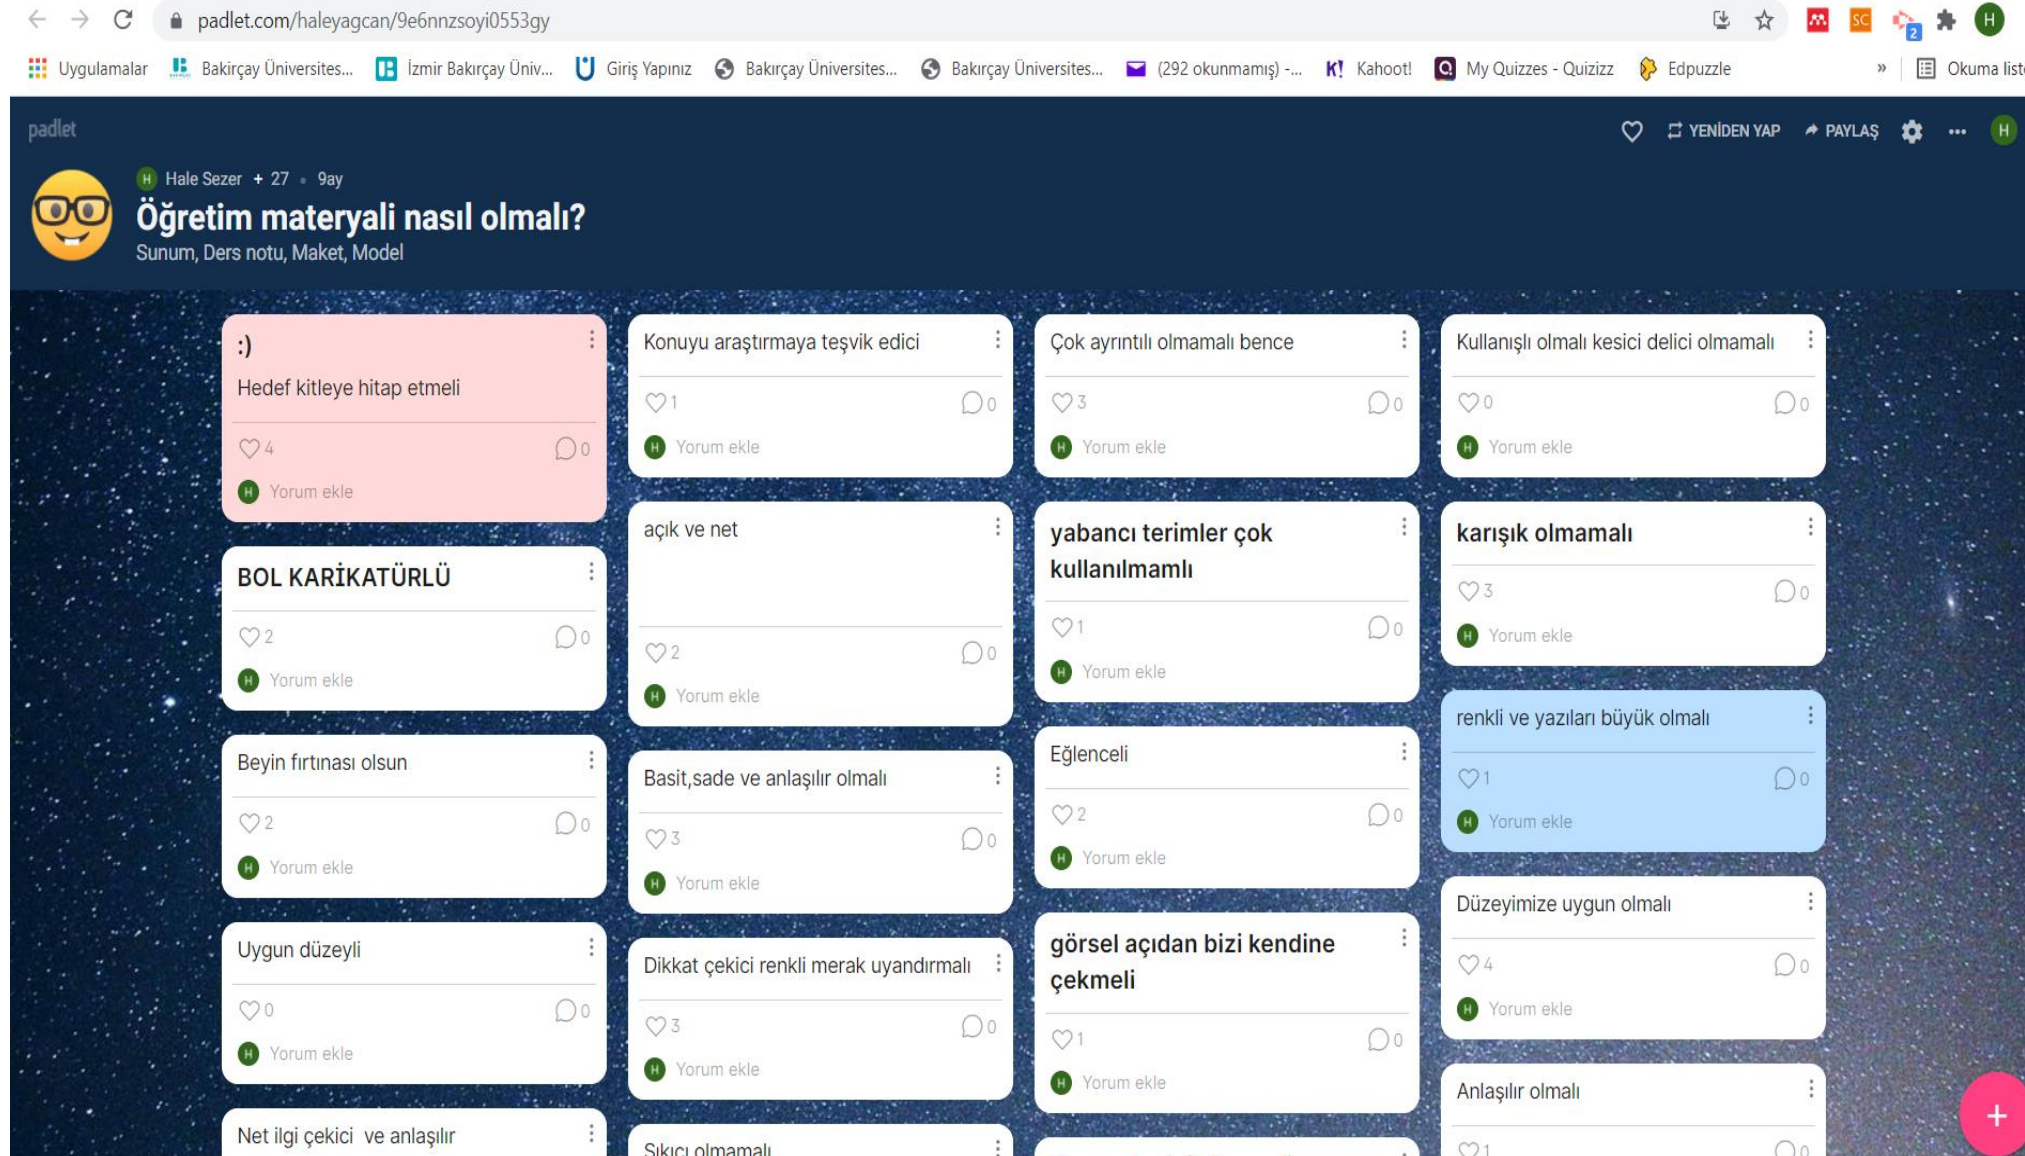 padlet.com/haleyagcan/9e6nnzsoyi0553gy
Uygulamalar
Bakirçay Üniversites...
İzmir Bakırçay Üniv...
Giriş Yapınız
Bakırçay Üniversites...
Bakırçay Üniversites...
(292 okunmamış) -...
Kahoot!
My Quizzes - Quizizz
Edpuzzle
»
Okuma liste
padlet
YENİDEN YAP
PAYLAŞ
H
Hale Sezer + 27 • 9ay
Öğretim materyali nasıl olmalı?
Sunum, Ders notu, Maket, Model
:)
Hedef kitleye hitap etmeli
4 0
H Yorum ekle
BOL KARİKATÜRLÜ
2 0
H Yorum ekle
Beyin fırtınası olsun
2 0
H Yorum ekle
Uygun düzeyli
0 0
H Yorum ekle
Net ilgi çekici ve anlaşılır
Konuyu araştırmaya teşvik edici
1 0
H Yorum ekle
açık ve net
2 0
H Yorum ekle
Basit,sade ve anlaşılır olmalı
3 0
H Yorum ekle
Dikkat çekici renkli merak uyandırmalı
3 0
H Yorum ekle
Sıkıcı olmamalı
Çok ayrıntılı olmamalı bence
3 0
H Yorum ekle
yabancı terimler çok
kullanılmamlı
1 0
H Yorum ekle
Eğlenceli
2 0
H Yorum ekle
görsel açıdan bizi kendine
çekmeli
1 0
H Yorum ekle
Kullanışlı olmalı kesici delici olmamalı
0 0
H Yorum ekle
karışık olmamalı
3 0
H Yorum ekle
renkli ve yazıları büyük olmalı
1 0
H Yorum ekle
Düzeyimize uygun olmalı
4 0
H Yorum ekle
Anlaşılır olmalı
1 0